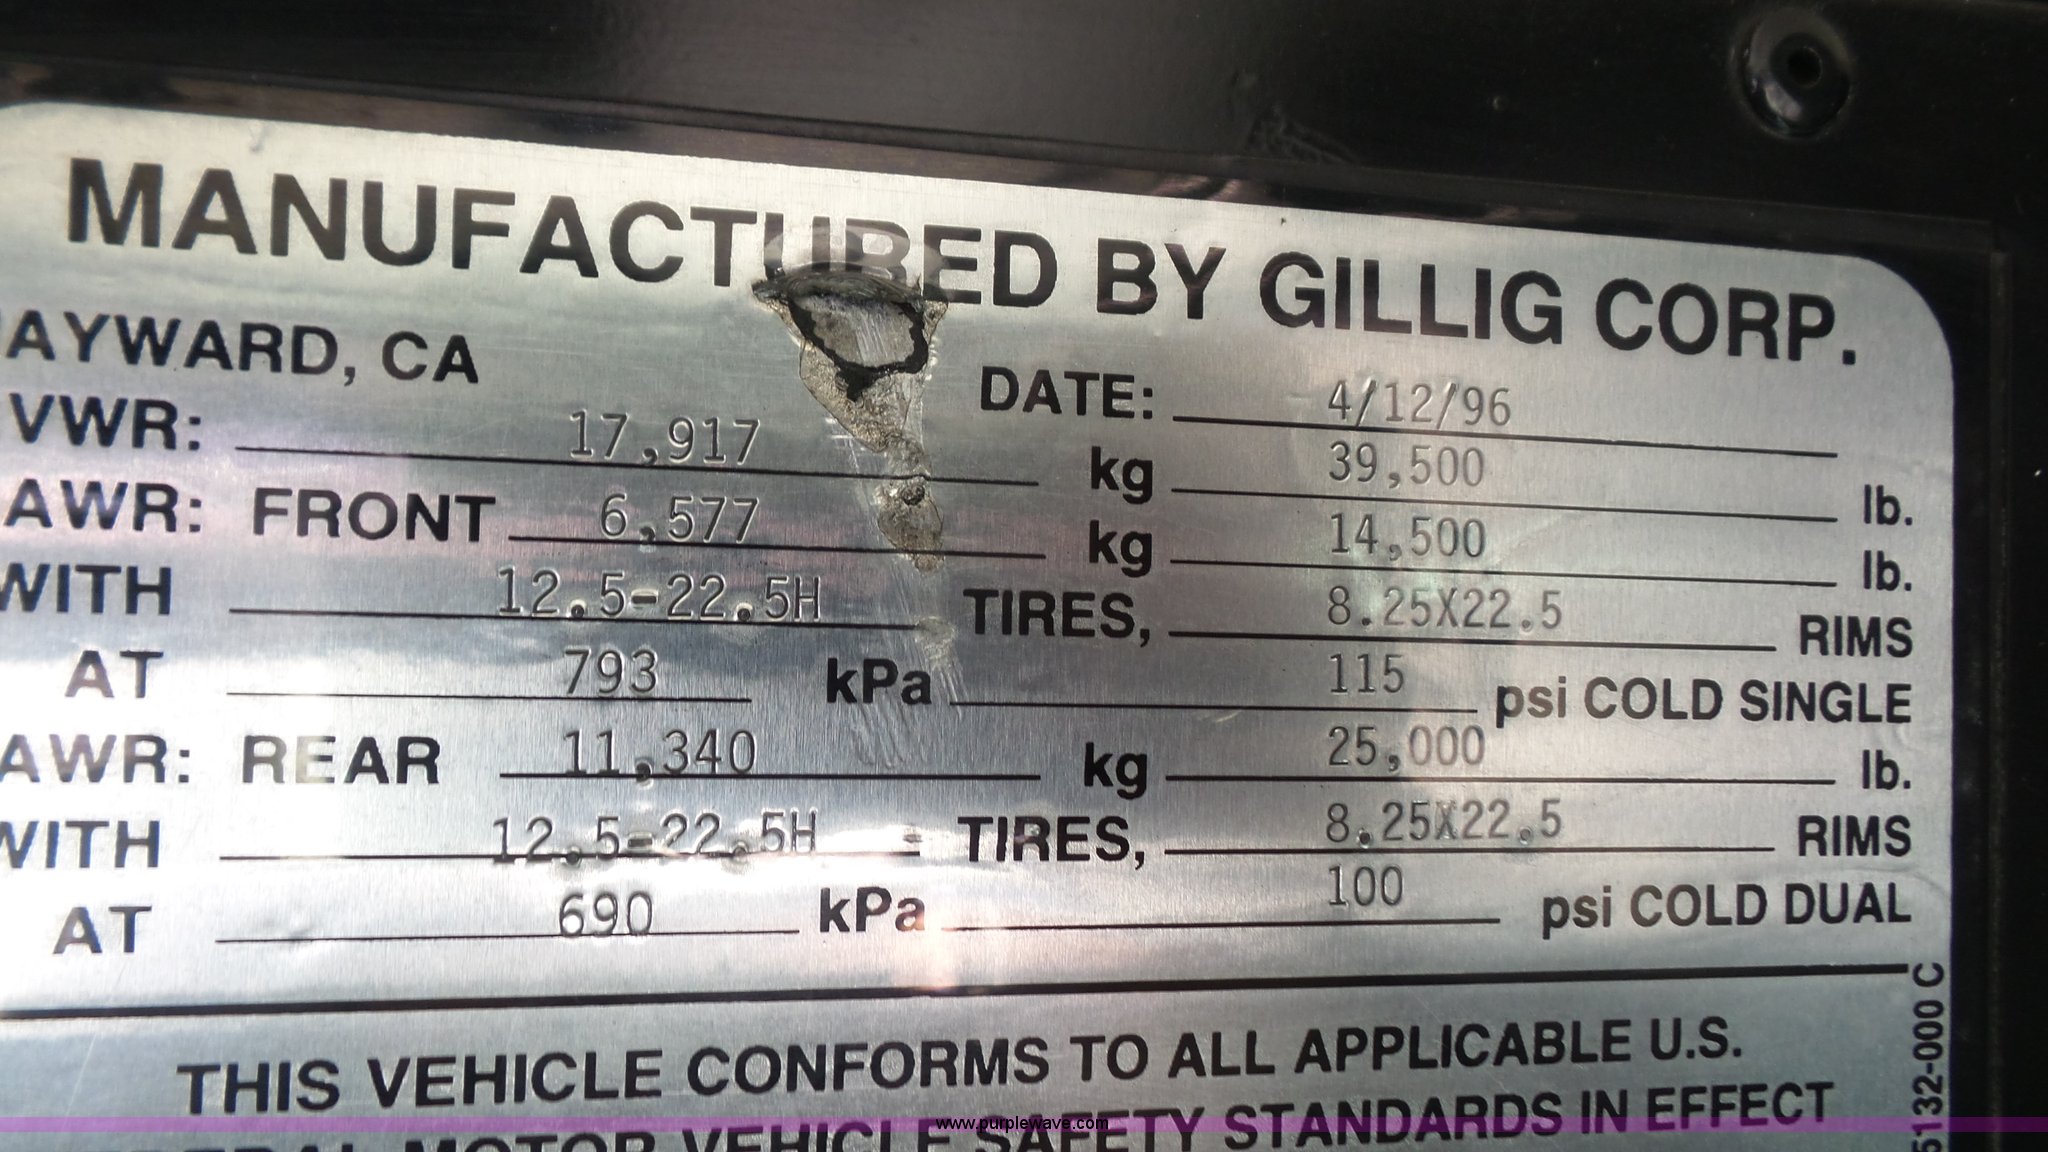 MANUFACTURED BY GILLIG CORP.
AYWARD, CA DATE: 4/12/96
VWR: 17,917 kg 39,500 lb.
AWR: FRONT 6,577 kg 14,500 lb.
WITH 12.5-22.5H TIRES, 8.25X22.5 RIMS
AT 793 kPa 115 psi COLD SINGLE
AWR: REAR 11,340 kg 25,000 lb.
WITH 12.5-22.5H TIRES, 8.25X22.5 RIMS
AT 690 kPa 100 psi COLD DUAL
THIS VEHICLE CONFORMS TO ALL APPLICABLE U.S.
MOTOR VEHICLE SAFETY STANDARDS IN EFFECT
5132-000 C
www.purplewave.com